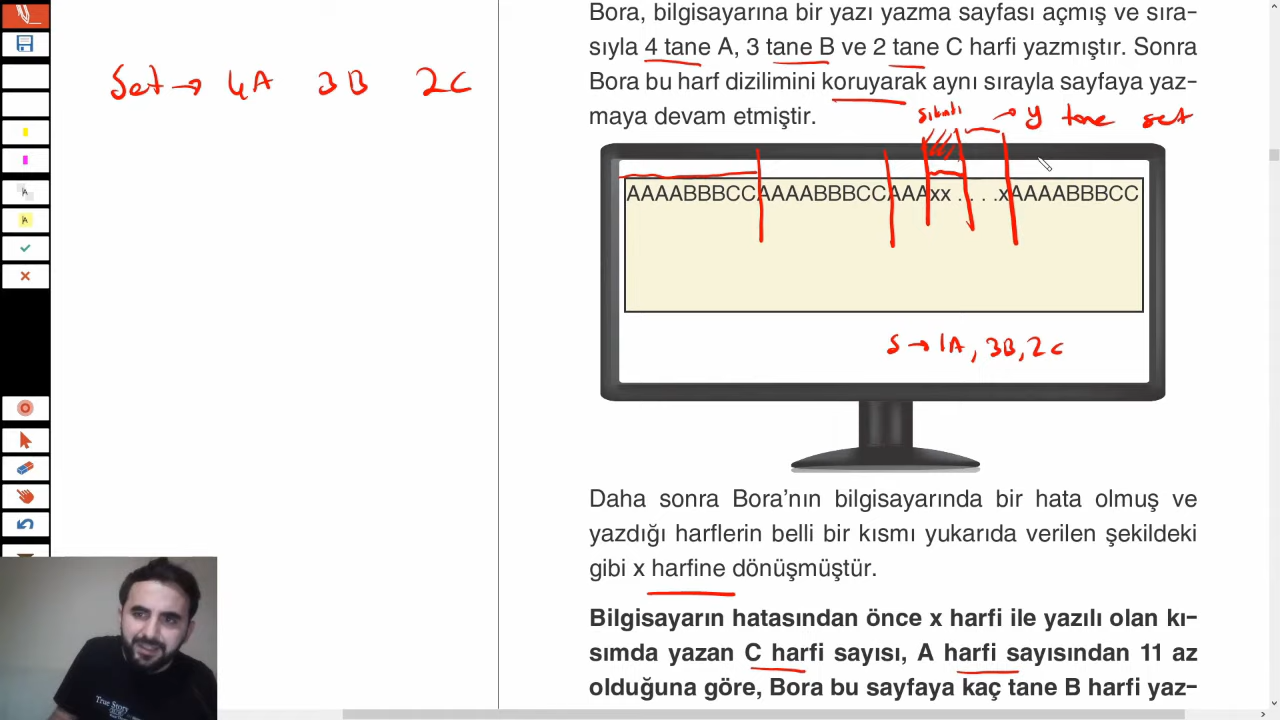 Bora, bilgisayarına bir yazı yazma sayfası açmış ve sıra-
sıyla 4 tane A, 3 tane B ve 2 tane C harfi yazmıştır. Sonra
Bora bu harf dizilimini koruyarak aynı sırayla sayfaya yaz-
maya devam etmiştir.
Set → 4A 3B 2C
sıkıntı → y tane set
AAAABBBCCAAAABBBCCAAAxx . . . .xAAAABBBCC
S → 1A, 3B, 2C
Daha sonra Bora’nın bilgisayarında bir hata olmuş ve
yazdığı harflerin belli bir kısmı yukarıda verilen şekildeki
gibi x harfine dönüşmüştür.
Bilgisayarın hatasından önce x harfi ile yazılı olan kı-
sımda yazan C harfi sayısı, A harfi sayısından 11 az
olduğuna göre, Bora bu sayfaya kaç tane B harfi yaz-
True Story